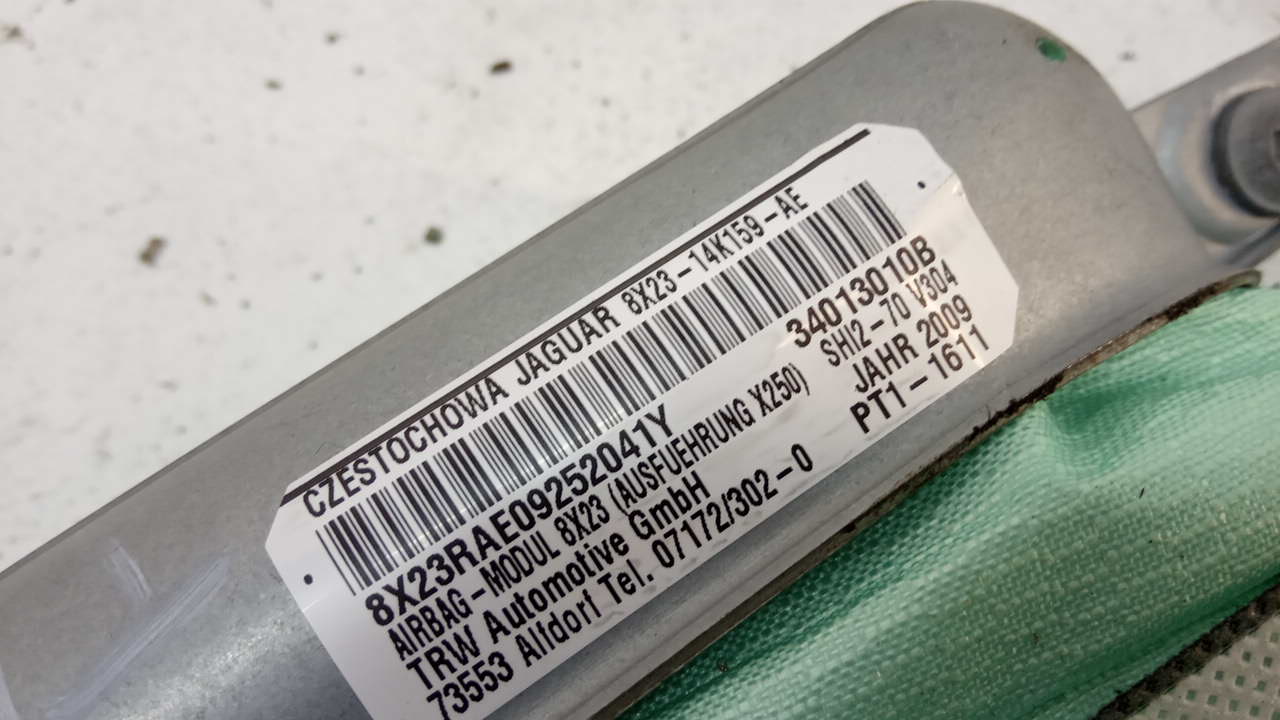 CZESTOCHOWA JAGUAR 8X23-14K159-AE
8X23RAE09252041Y
34013010B
AIRBAG-MODUL 8X23 (AUSFUEHRUNG X250)
SHI2-70 V304
TRW Automotive GmbH
JAHR 2009
73553 Alfdorf Tel. 07172/302-0
PT1-1611